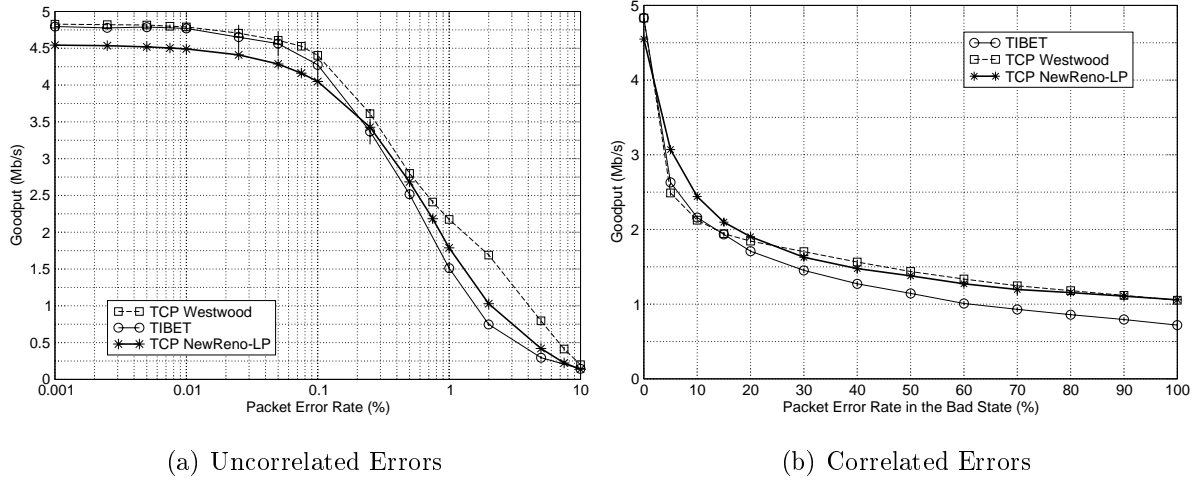 5
4.5
4
3.5
3
2.5
2
1.5
1
0.5
0
0.001
0.01
0.1
1
10
Goodput (Mb/s)
Packet Error Rate (%)
TCP Westwood
TIBET
TCP NewReno-LP
(a) Uncorrelated Errors
5
4
3
2
1
0
0
10
20
30
40
50
60
70
80
90
100
Goodput (Mb/s)
Packet Error Rate in the Bad State (%)
TIBET
TCP Westwood
TCP NewReno-LP
(b) Correlated Errors